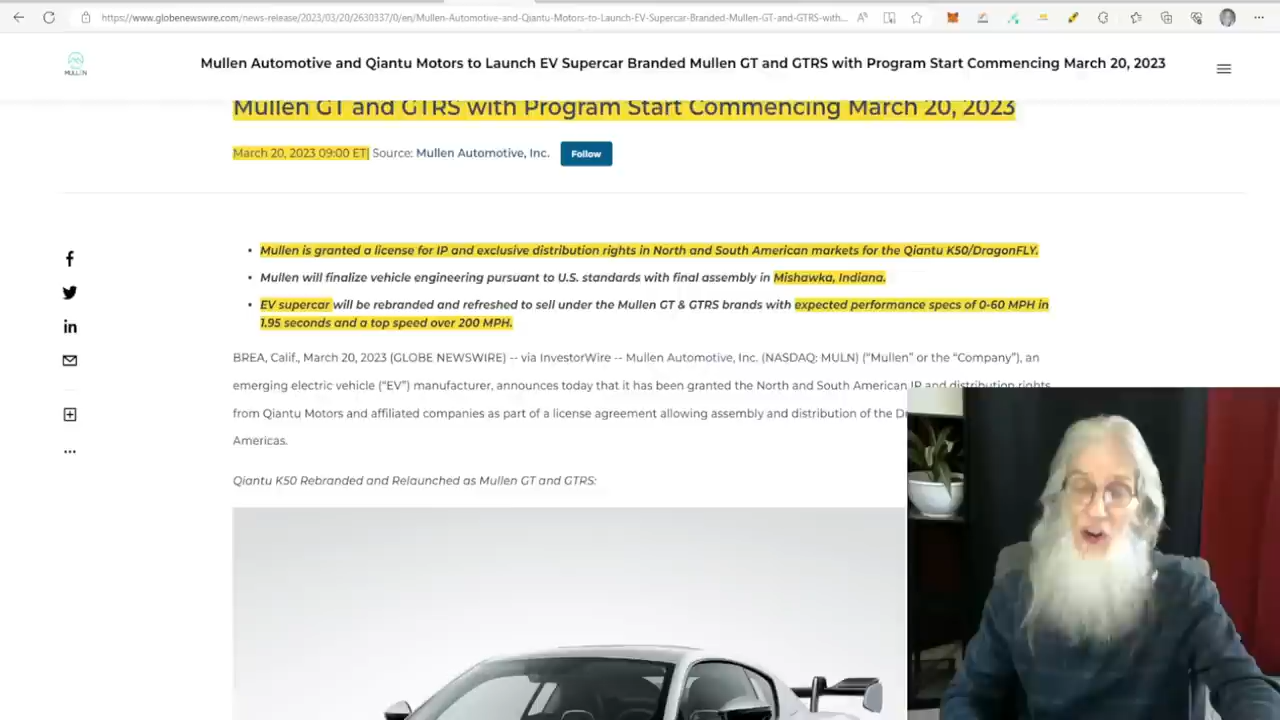 https://www.globenewswire.com/news-release/2023/03/20/2630337/0/en/Mullen-Automotive-and-Qiantu-Motors-to-Launch-EV-Supercar-Branded-Mullen-GT-and-GTRS-with...
MULLEN
Mullen Automotive and Qiantu Motors to Launch EV Supercar Branded Mullen GT and GTRS with Program Start Commencing March 20, 2023
Mullen GT and GTRS with Program Start Commencing March 20, 2023
March 20, 2023 09:00 ET| Source: Mullen Automotive, Inc. Follow
• Mullen is granted a license for IP and exclusive distribution rights in North and South American markets for the Qiantu K50/DragonFLY.
• Mullen will finalize vehicle engineering pursuant to U.S. standards with final assembly in Mishawka, Indiana.
• EV supercar will be rebranded and refreshed to sell under the Mullen GT & GTRS brands with expected performance specs of 0-60 MPH in
1.95 seconds and a top speed over 200 MPH.
BREA, Calif., March 20, 2023 (GLOBE NEWSWIRE) -- via InvestorWire -- Mullen Automotive, Inc. (NASDAQ: MULN) (“Mullen” or the “Company”), an
emerging electric vehicle (“EV”) manufacturer, announces today that it has been granted the North and South American IP and distribution rights
from Qiantu Motors and affiliated companies as part of a license agreement allowing assembly and distribution of the
Americas.
Qiantu K50 Rebranded and Relaunched as Mullen GT and GTRS: